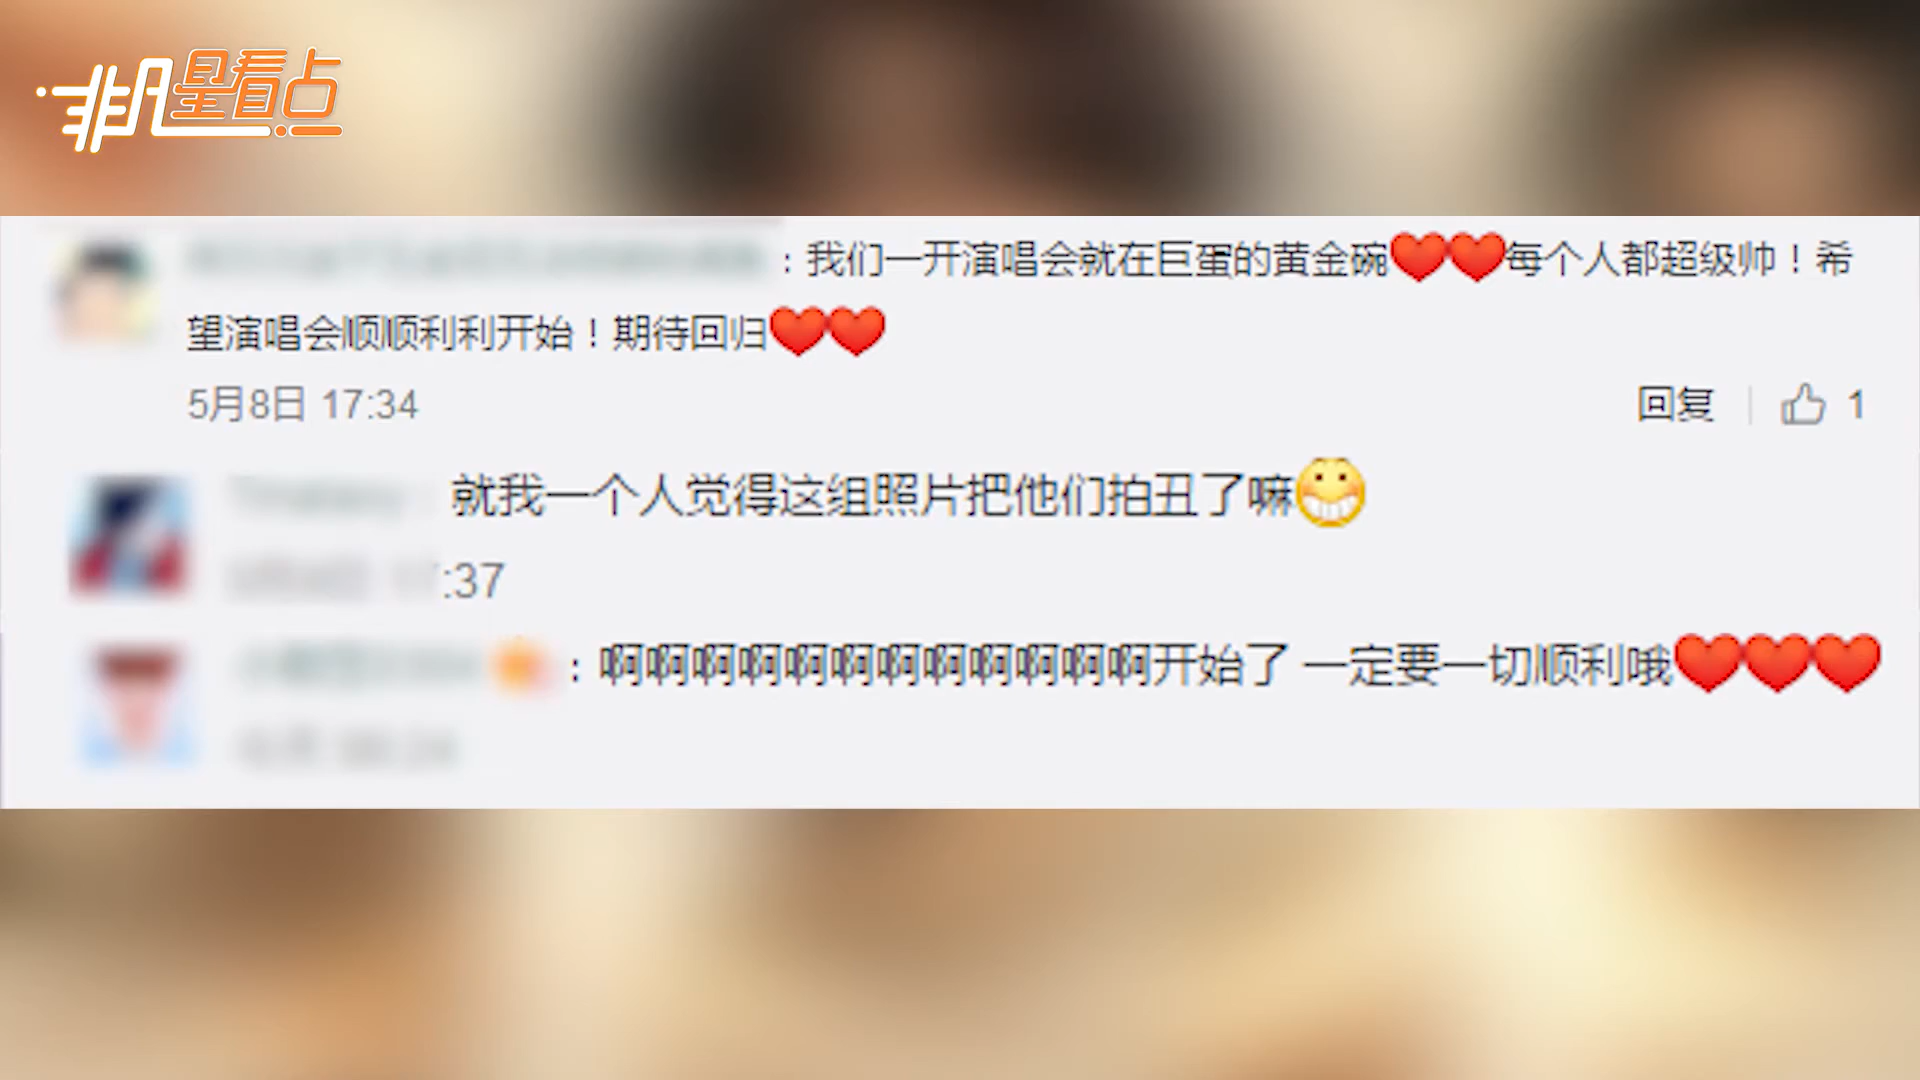 非凡星看点
：我们一开演唱会就在巨蛋的黄金碗❤❤每个人都超级帅！希
望演唱会顺顺利利开始！期待回归❤❤
5月8日 17:34
回复 1
就我一个人觉得这组照片把他们拍丑了嘛😁
:37
：啊啊啊啊啊啊啊啊啊啊啊啊开始了 一定要一切顺利哦❤❤❤